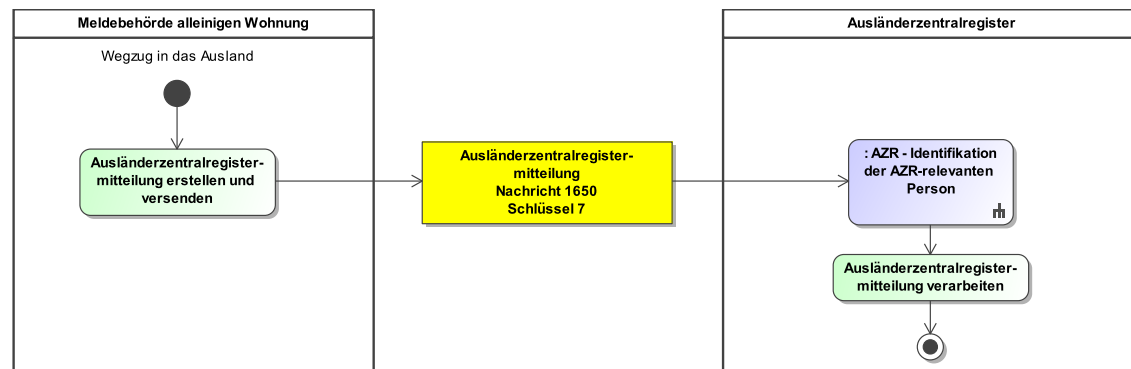 Meldebehörde alleinigen Wohnung
Wegzug in das Ausland
Ausländerzentralregister-
mitteilung erstellen und
versenden
Ausländerzentralregister-
mitteilung
Nachricht 1650
Schlüssel 7
Ausländerzentralregister
: AZR - Identifikation
der AZR-relevanten
Person
Ausländerzentralregister-
mitteilung verarbeiten